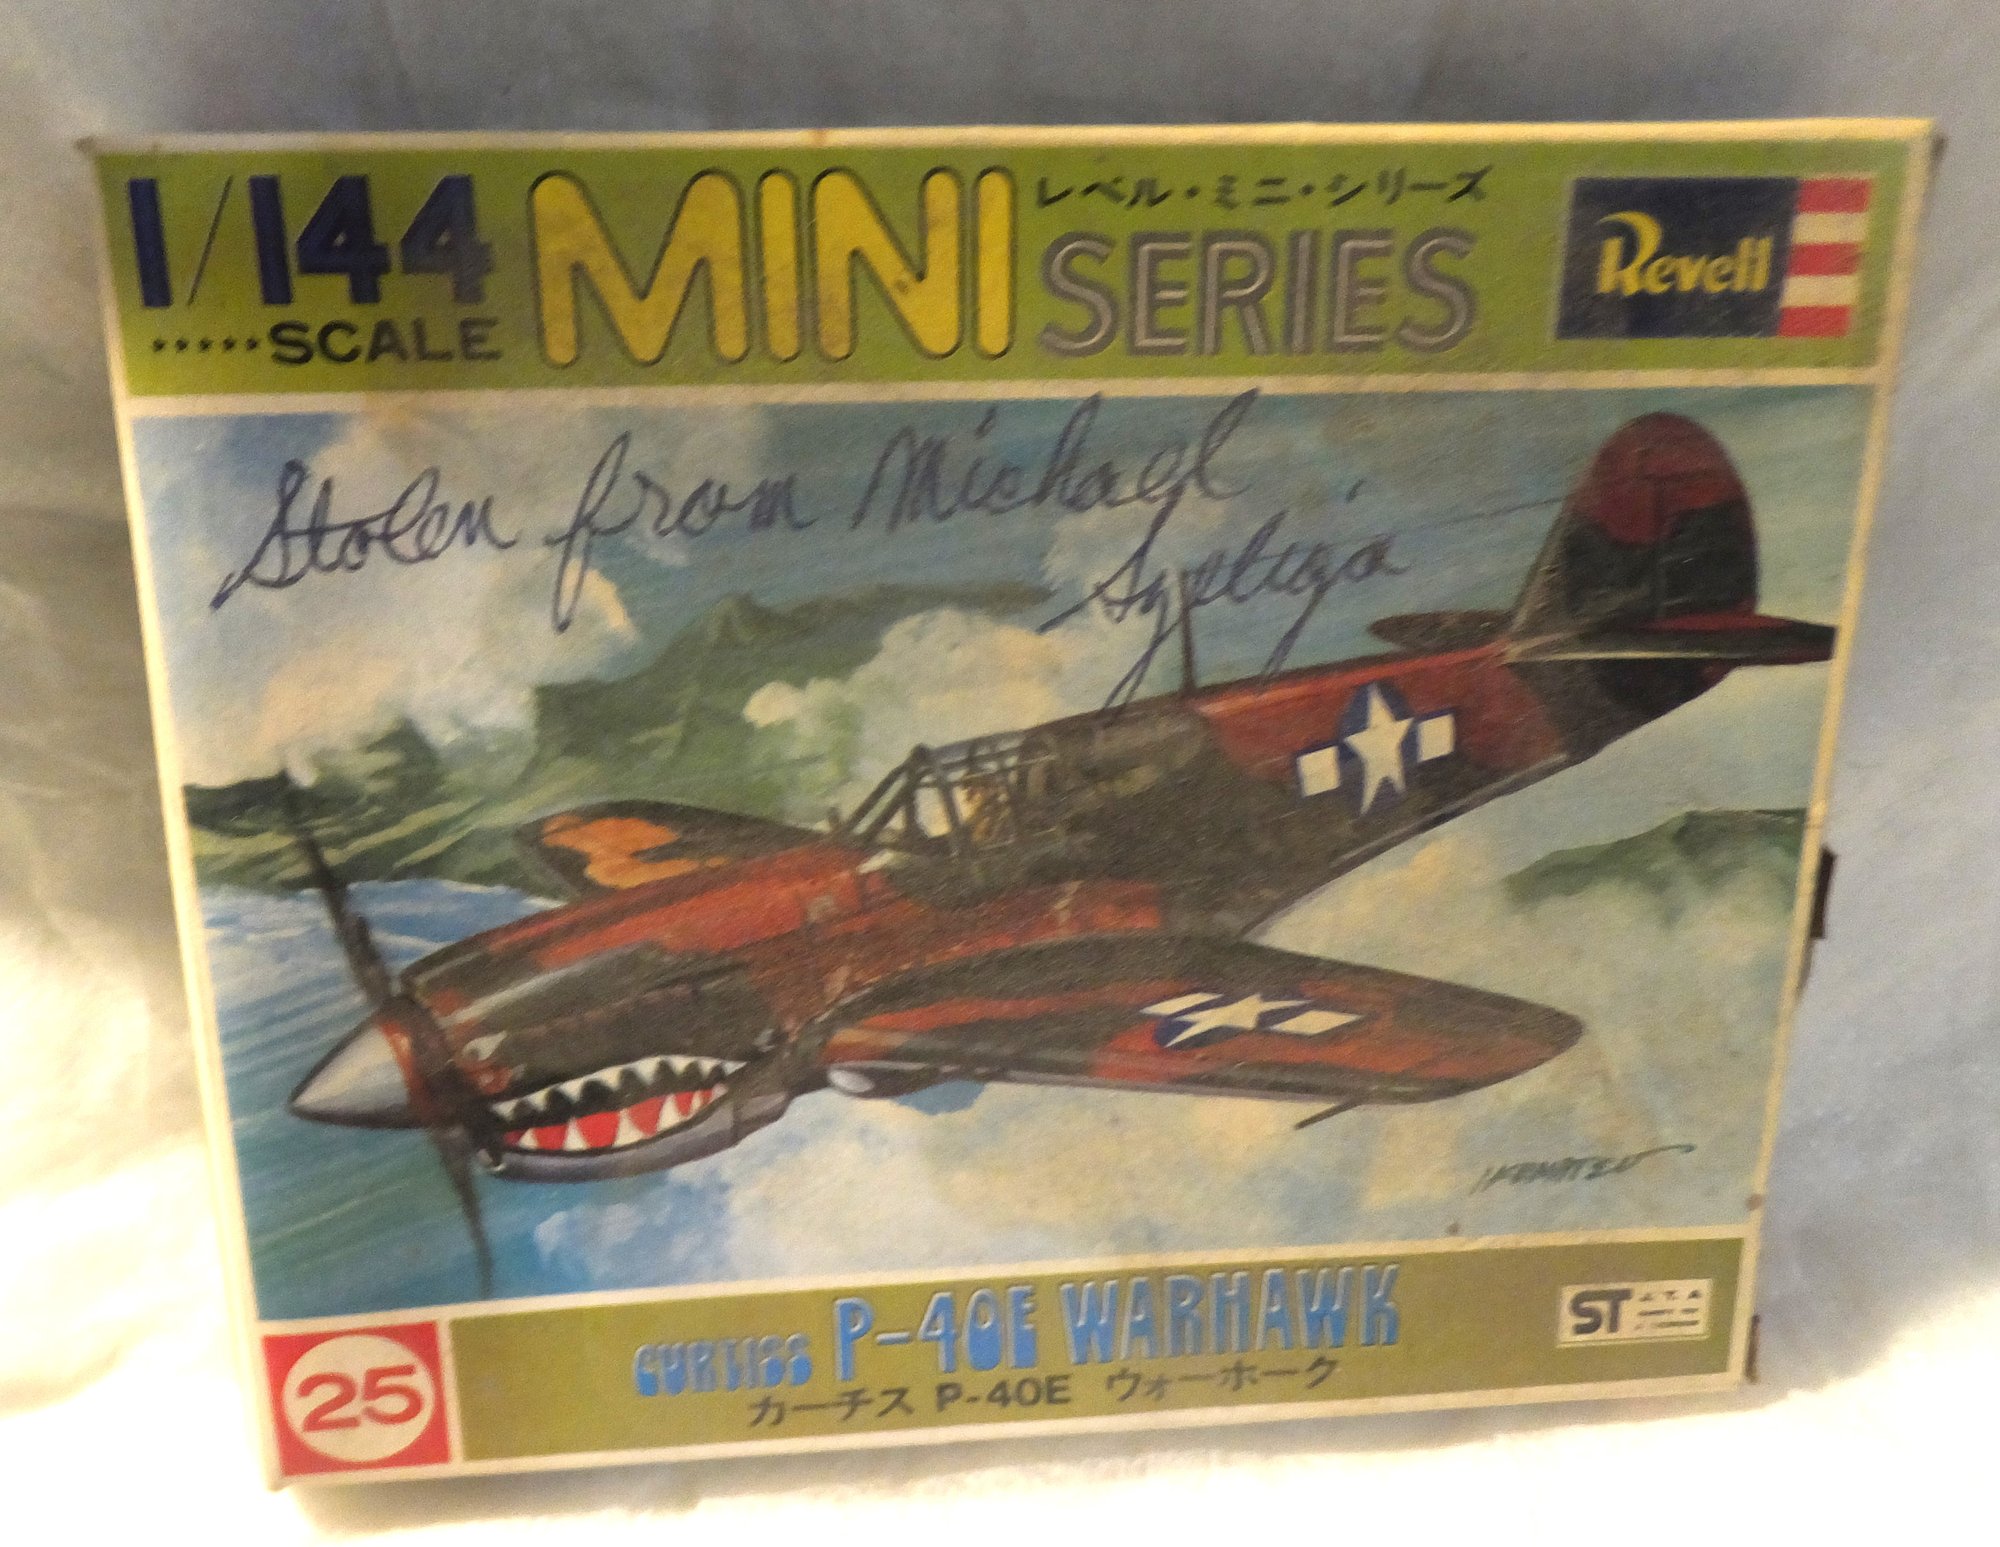 1/144 MINI レベル・ミニ・シリーズ
.....SCALE SERIES
Revell
Stolen from Michael
25
CURTISS P-40E WARHAWK
カーチス P-40E ウォーホーク
ST